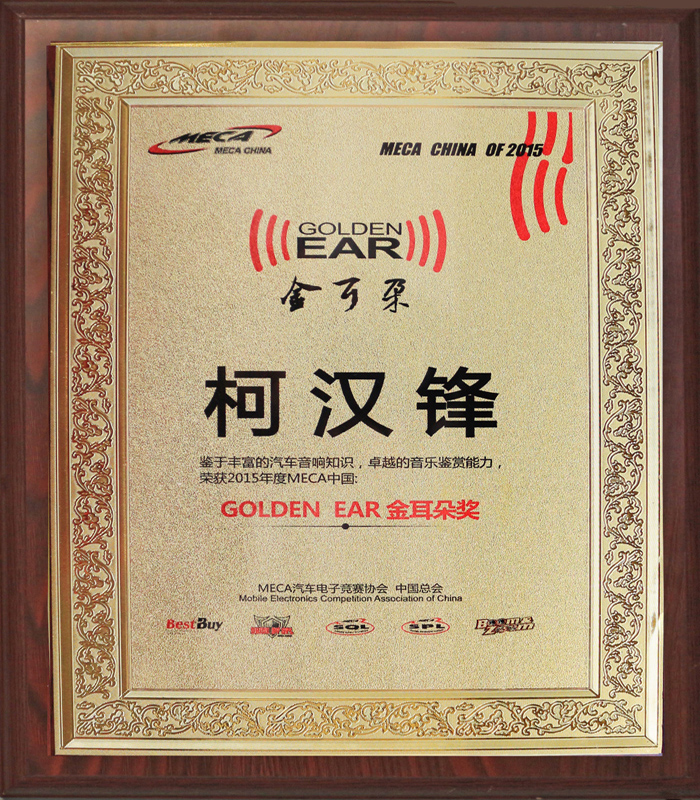 MECA
MECA CHINA
MECA CHINA OF 2015
GOLDEN
EAR
金耳朵
柯汉锋
鉴于丰富的汽车音响知识，卓越的音乐鉴赏能力，
荣获2015年度MECA中国:
GOLDEN EAR 金耳朵奖
MECA汽车电子竞赛协会 中国总会
Mobile Electronics Competition Association of China
BestBuy
SQL
SPL